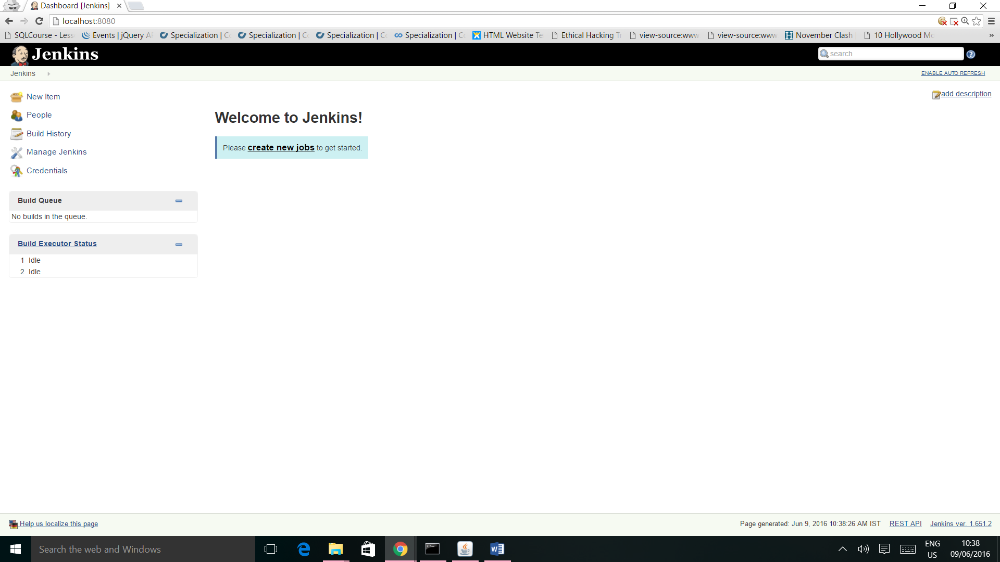 Dashboard [Jenkins]
localhost:8080
SQLCourse - Less
Events | jQuery A
Specialization | Co
Specialization | Co
Specialization | Co
Specialization | Co
HTML Website Te
Ethical Hacking T
view-source:www
view-source:www
November Clash
10 Hollywood Mo
»
Jenkins
search
Jenkins
ENABLE AUTO REFRESH
New Item
People
Build History
Manage Jenkins
Credentials
add description
Welcome to Jenkins!
Please create new jobs to get started.
Build Queue
No builds in the queue.
Build Executor Status
1 Idle
2 Idle
Help us localize this page
Page generated: Jun 9, 2016 10:38:26 AM IST
REST API
Jenkins ver. 1.651.2
Search the web and Windows
ENG
US
10:38
09/06/2016